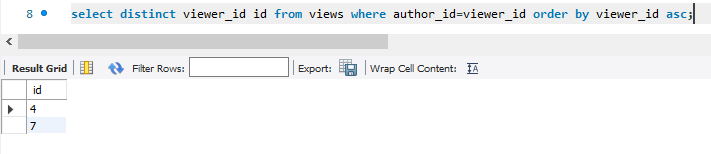 8 select distinct viewer_id id from views where author_id=viewer_id order by viewer_id asc;
Result Grid Filter Rows: Export: Wrap Cell Content:
id
4
7